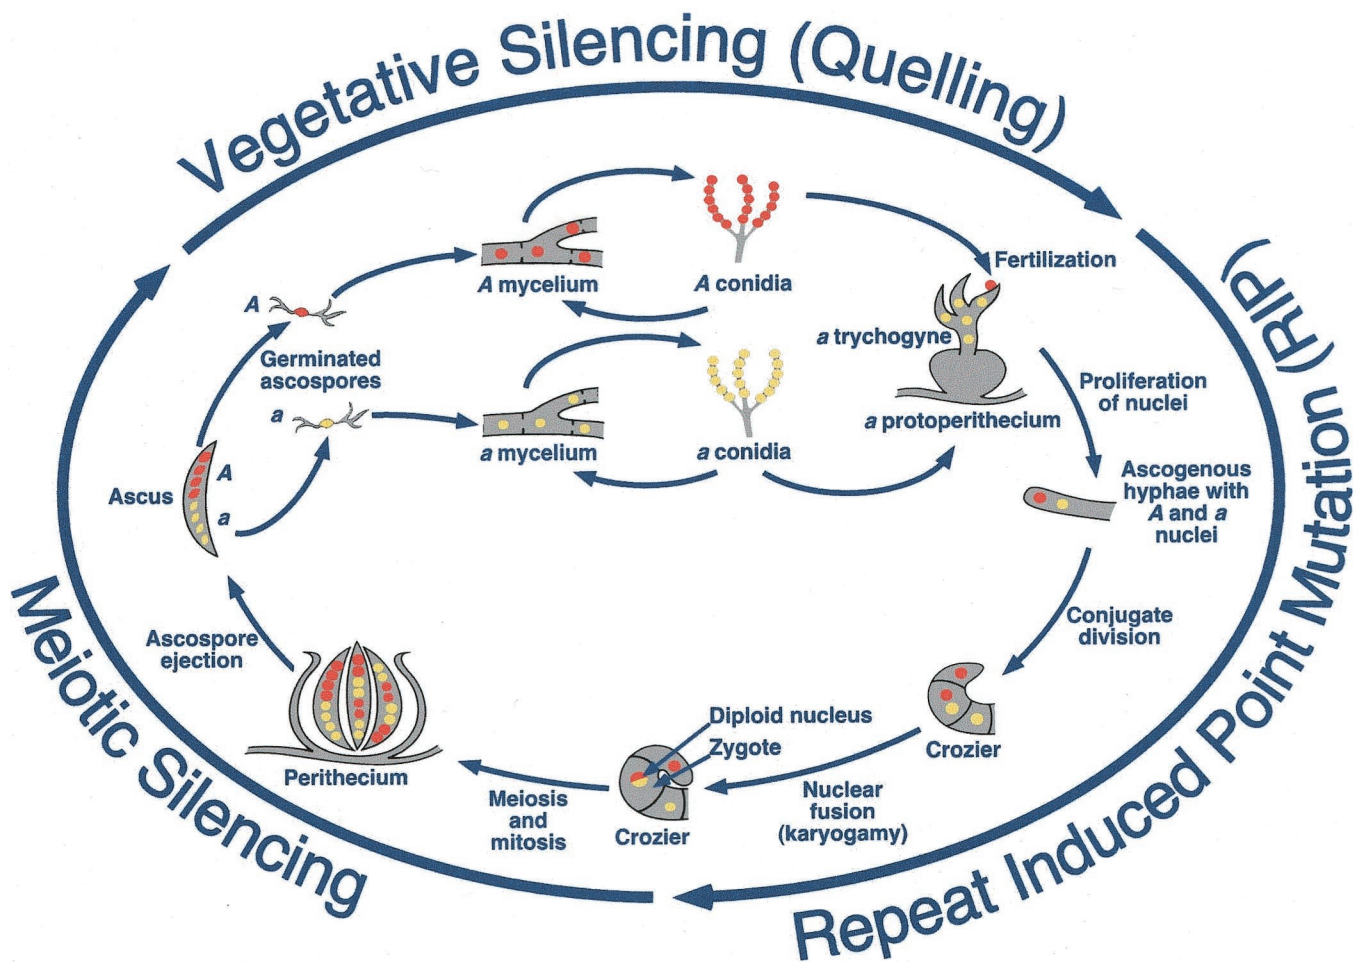 Vegetative Silencing (Quelling)
Repeat Induced Point Mutation (RIP)
Meiotic Silencing
A mycelium
A conidia
Fertilization
A
Germinated
ascospores
a
a mycelium
a conidia
a trychogyne
a protoperithecium
Proliferation
of nuclei
Ascogenous
hyphae with
A and a
nuclei
Conjugate
division
Crozier
Nuclear
fusion
(karyogamy)
Diploid nucleus
Zygote
Crozier
Meiosis
and
mitosis
Perithecium
Ascospore
ejection
Ascus
A
a